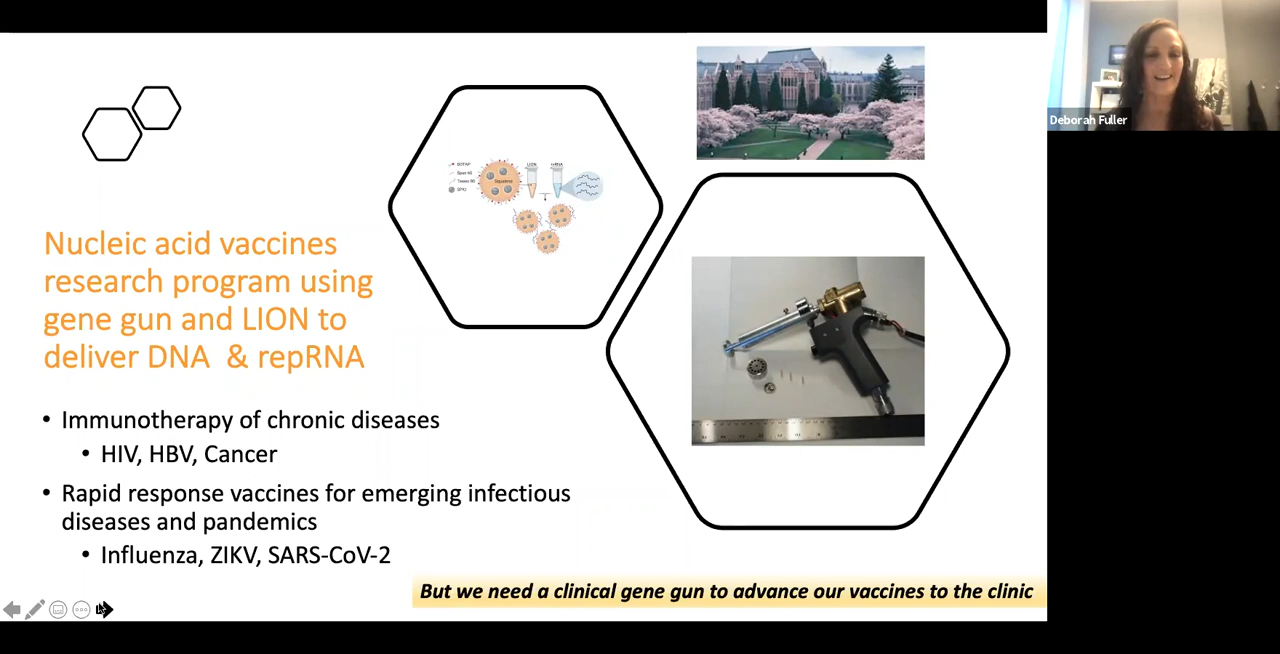 Deborah Fuller
LION
Nucleic acid vaccines
research program using
gene gun and LION to
deliver DNA & repRNA
• Immunotherapy of chronic diseases
• HIV, HBV, Cancer
• Rapid response vaccines for emerging infectious
diseases and pandemics
• Influenza, ZIKV, SARS-CoV-2
But we need a clinical gene gun to advance our vaccines to the clinic